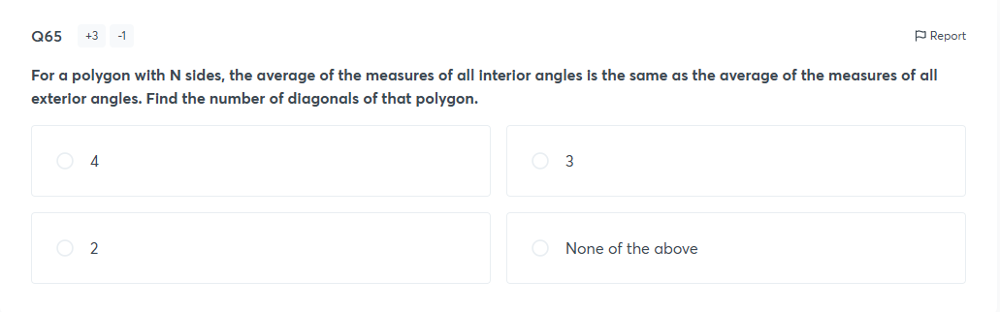 Q65 +3 -1 Report
For a polygon with N sides, the average of the measures of all interior angles is the same as the average of the measures of all
exterior angles. Find the number of diagonals of that polygon.
4 3
2 None of the above